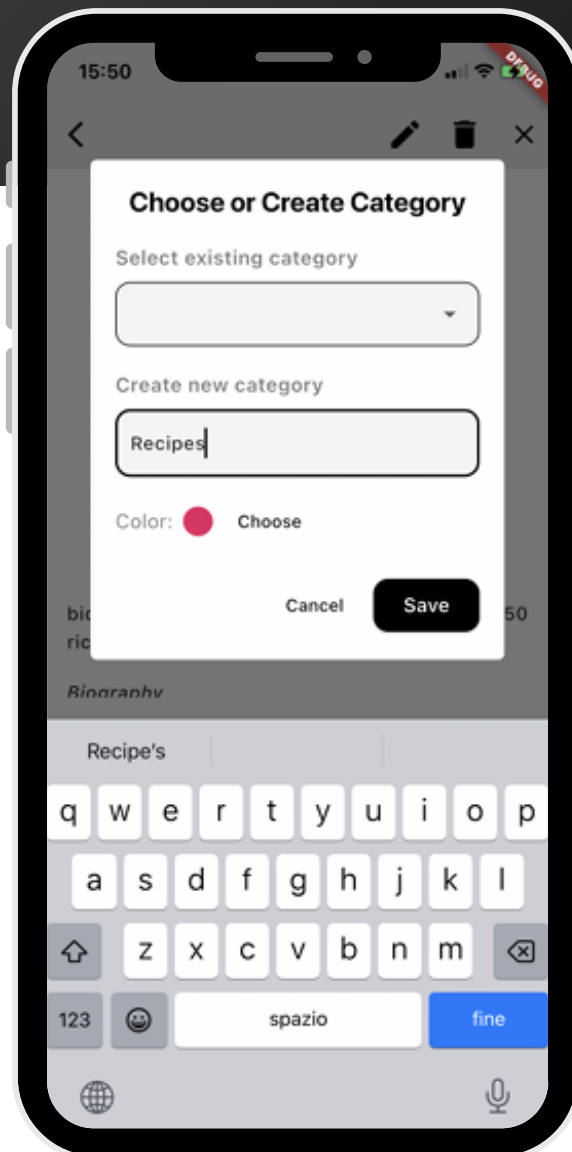 15:50
DEBUG
Choose or Create Category
Select existing category
Create new category
Recipes
Color: Choose
Cancel Save
50
Biography
Recipe's
q w e r t y u i o p
a s d f g h j k l
z x c v b n m
123 spazio fine